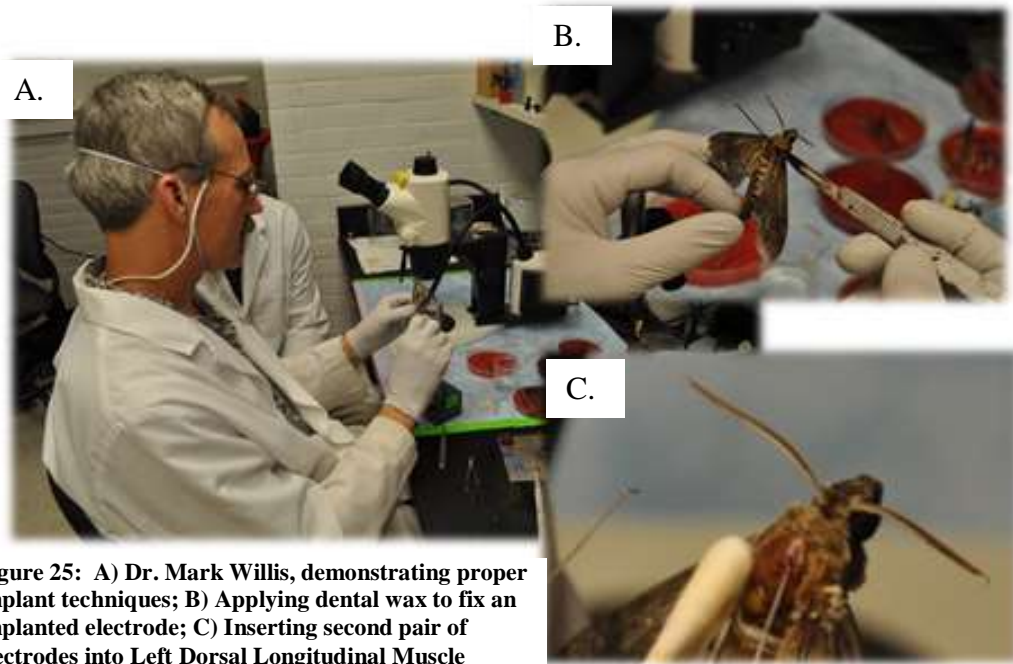 A.
B.
C.
gure 25: A) Dr. Mark Willis, demonstrating proper
plant techniques; B) Applying dental wax to fix an
planted electrode; C) Inserting second pair of
ectrodes into Left Dorsal Longitudinal Muscle